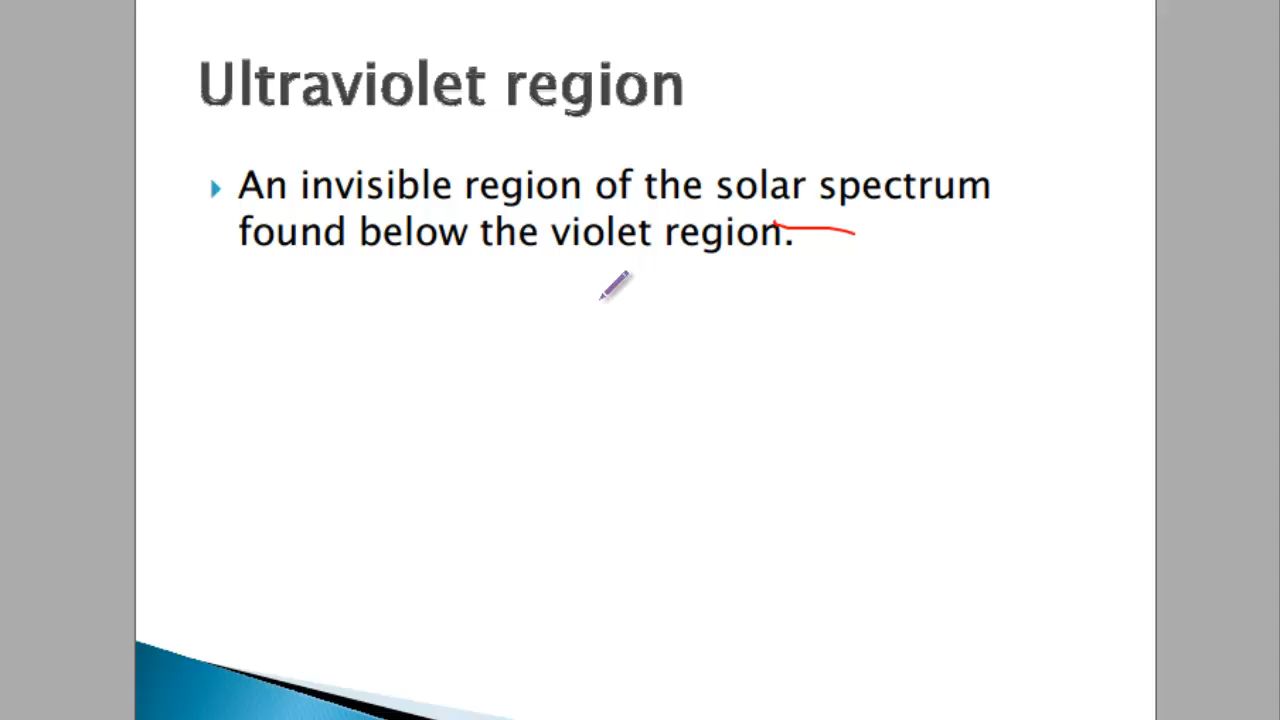 Ultraviolet region
An invisible region of the solar spectrum
found below the violet region.